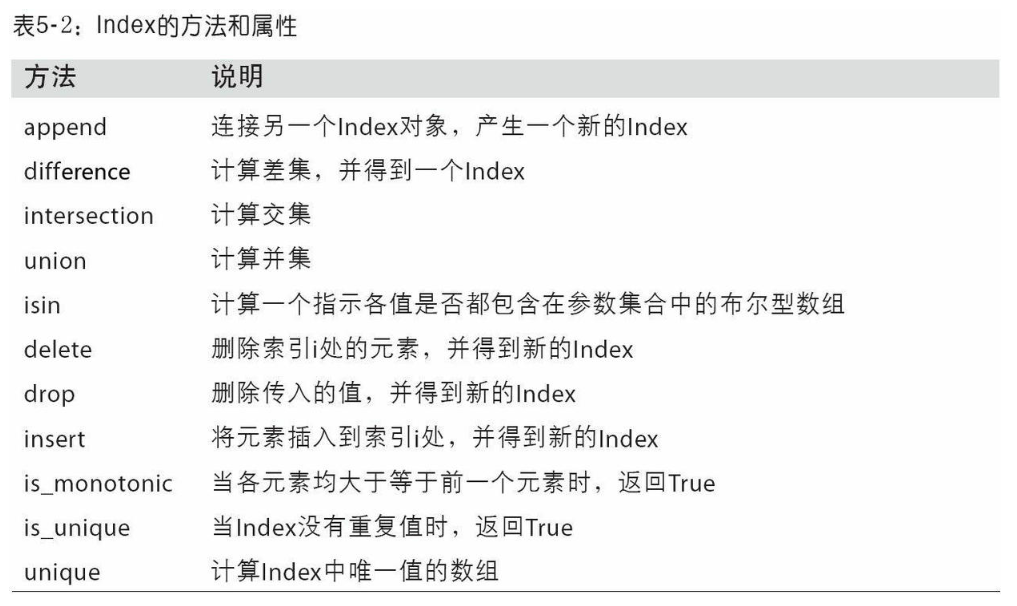 表5-2：Index的方法和属性
方法 说明
append 连接另一个Index对象，产生一个新的Index
difference 计算差集，并得到一个Index
intersection 计算交集
union 计算并集
isin 计算一个指示各值是否都包含在参数集合中的布尔型数组
delete 删除索引i处的元素，并得到新的Index
drop 删除传入的值，并得到新的Index
insert 将元素插入到索引i处，并得到新的Index
is_monotonic 当各元素均大于等于前一个元素时，返回True
is_unique 当Index没有重复值时，返回True
unique 计算Index中唯一值的数组